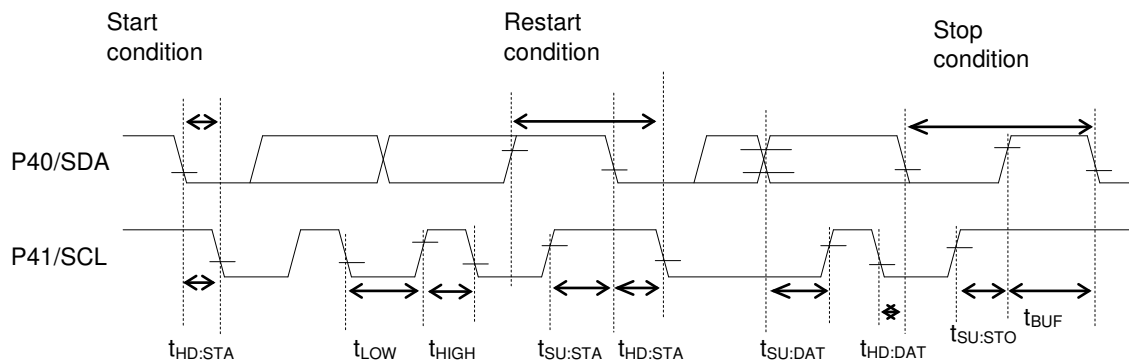 Start
condition
Restart
condition
Stop
condition
P40/SDA
P41/SCL
tHD:STA
tLOW
tHIGH
tSU:STA
tHD:STA
tSU:DAT
tHD:DAT
tSU:STO
tBUF